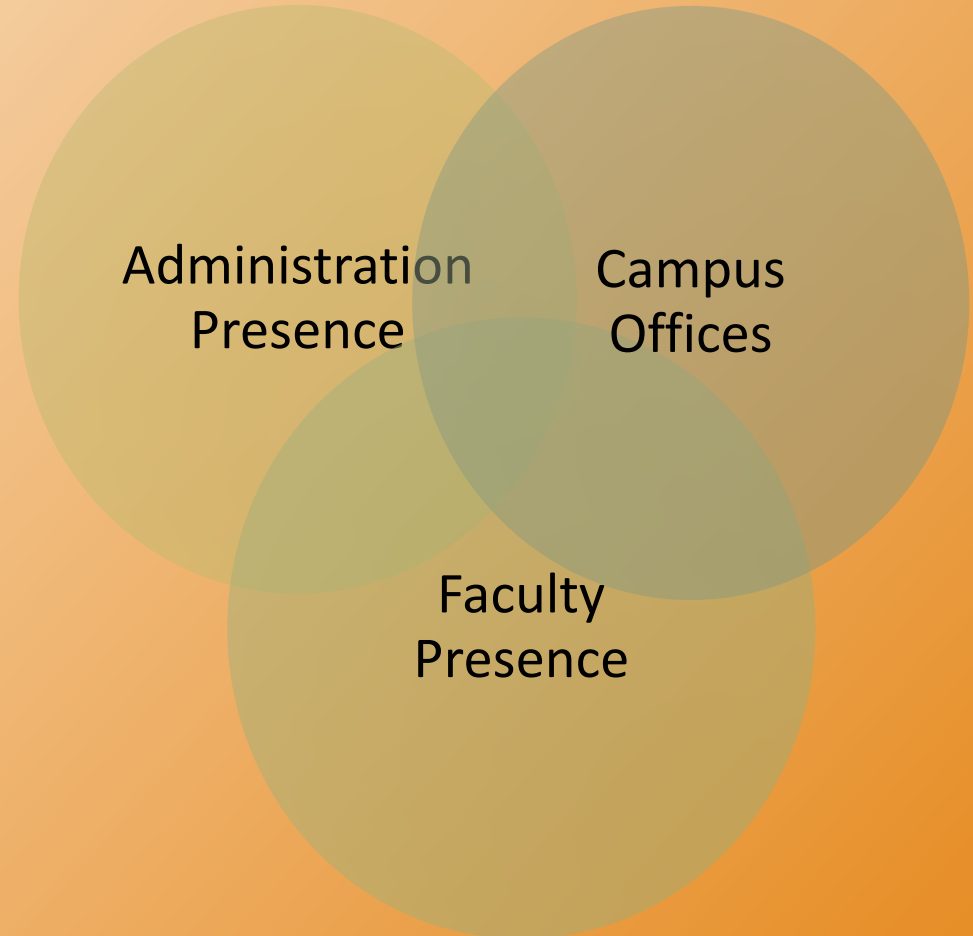 Administration
Presence
Campus
Offices
Faculty
Presence